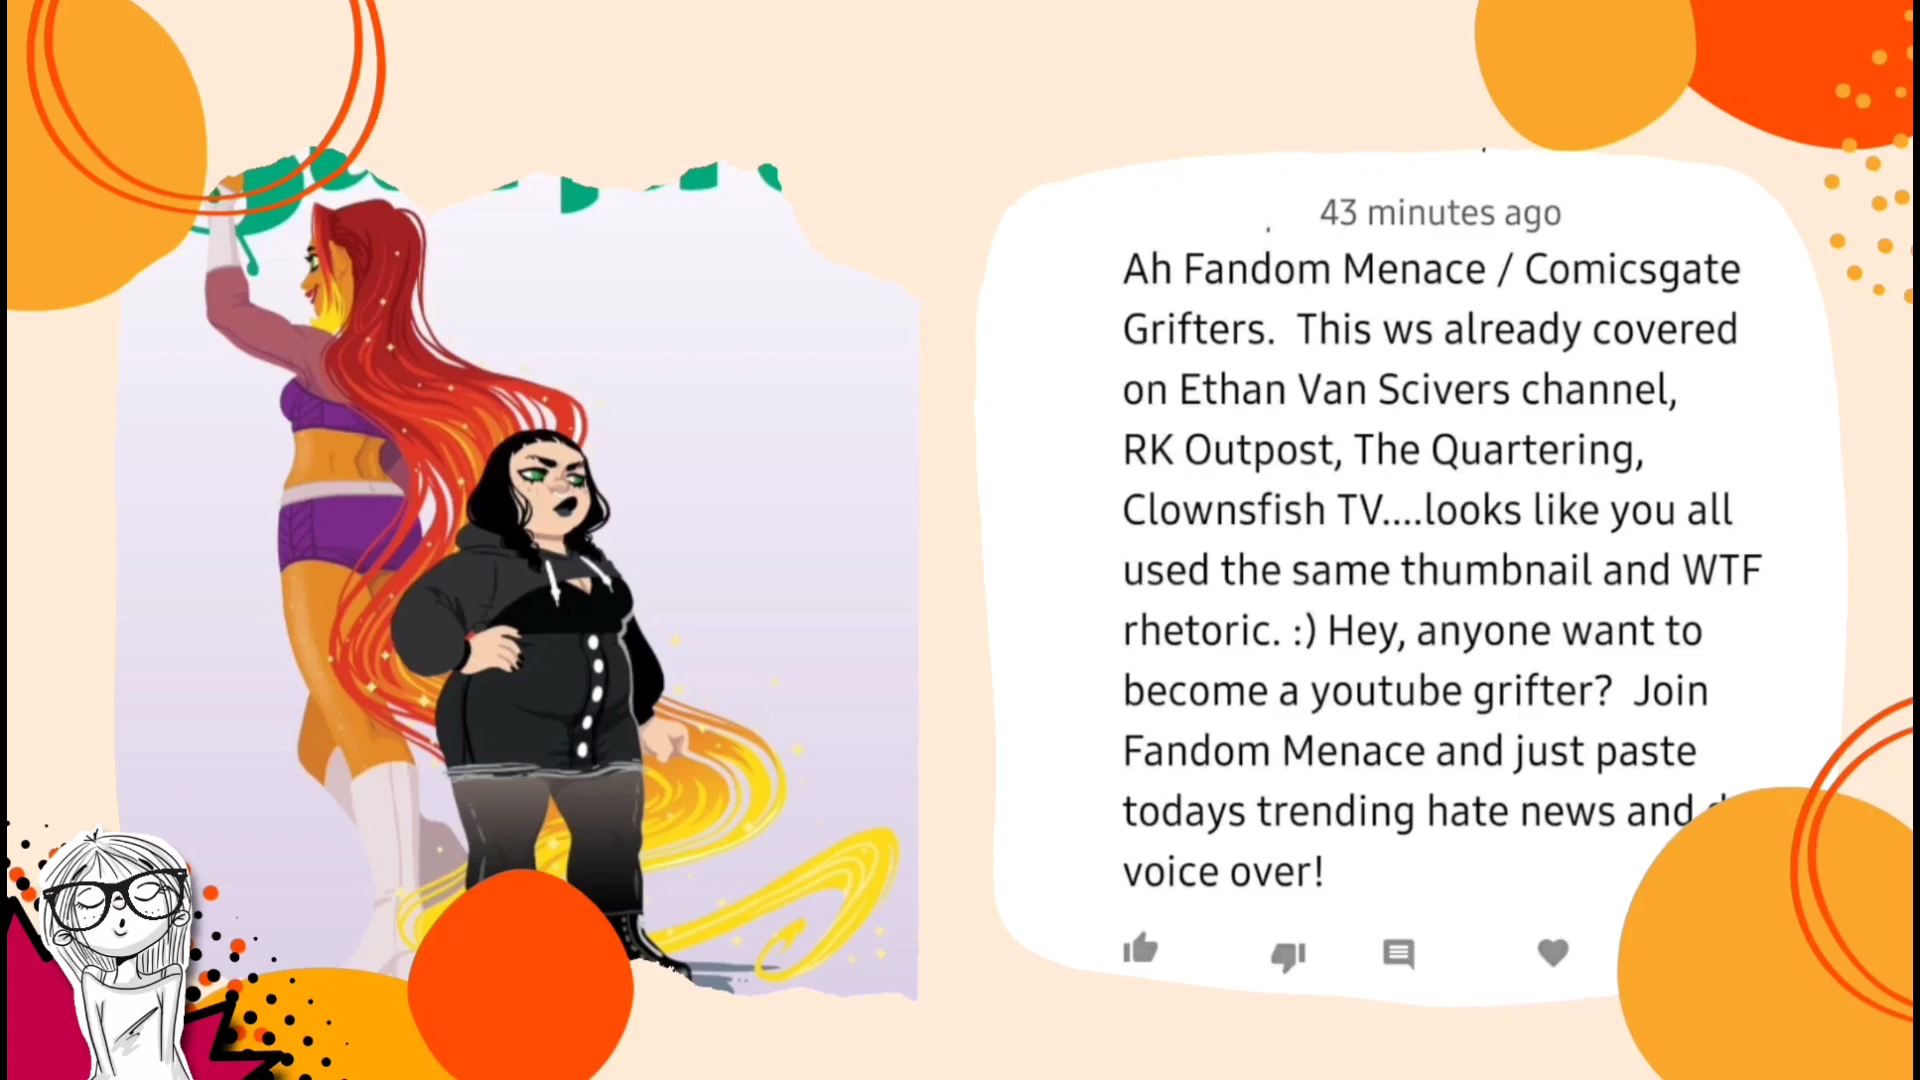 43 minutes ago
Ah Fandom Menace / Comicsgate
Grifters.  This ws already covered
on Ethan Van Scivers channel,
RK Outpost, The Quartering,
Clownsfish TV....looks like you all
used the same thumbnail and WTF
rhetoric. :) Hey, anyone want to
become a youtube grifter?  Join
Fandom Menace and just paste
todays trending hate news and
voice over!